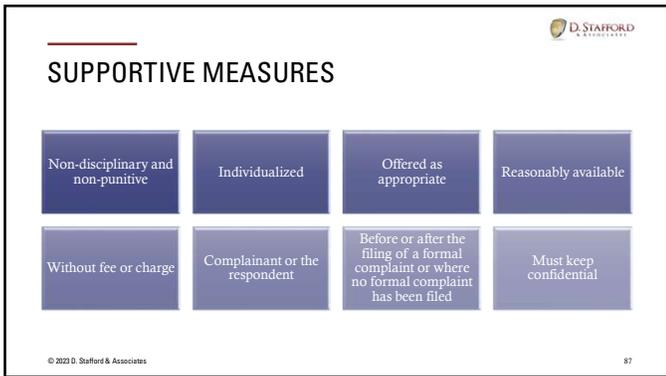 D. STAFFORD
& ASSOCIATES
SUPPORTIVE MEASURES
Non-disciplinary and
non-punitive
Individualized
Offered as
appropriate
Reasonably available
Without fee or charge
Complainant or the
respondent
Before or after the
filing of a formal
complaint or where
no formal complaint
has been filed
Must keep
confidential
© 2023 D. Stafford & Associates
87